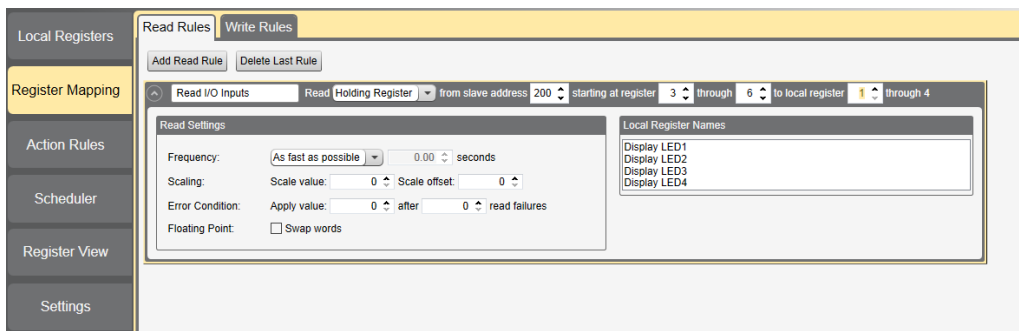 Local Registers
Register Mapping
Action Rules
Scheduler
Register View
Settings
Read Rules Write Rules
Add Read Rule Delete Last Rule
Read I/O Inputs Read Holding Register from slave address 200 starting at register 3 through 6 to local register 1 through 4
Read Settings
Frequency: As fast as possible 0.00 seconds
Scaling: Scale value: 0 Scale offset: 0
Error Condition: Apply value: 0 after 0 read failures
Floating Point: Swap words
Local Register Names
Display LED1
Display LED2
Display LED3
Display LED4